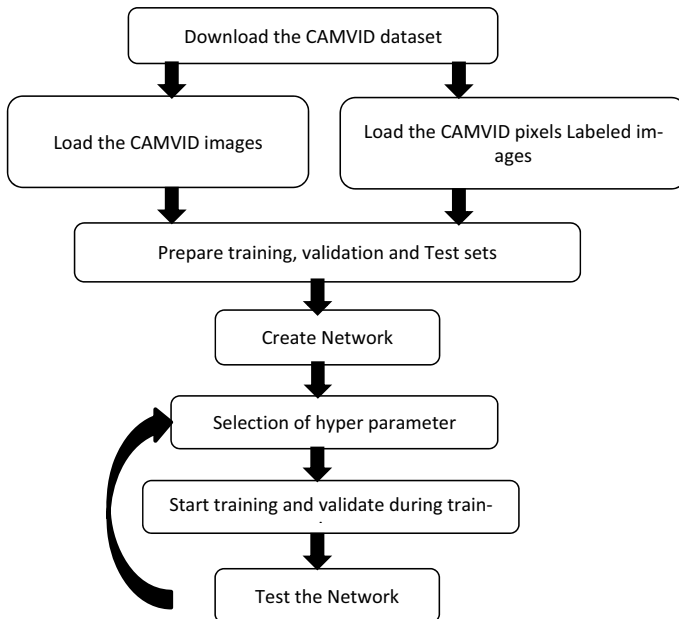 Download the CAMVID dataset
Load the CAMVID images
Load the CAMVID pixels Labeled im-
ages
Prepare training, validation and Test sets
Create Network
Selection of hyper parameter
Start training and validate during train-
Test the Network